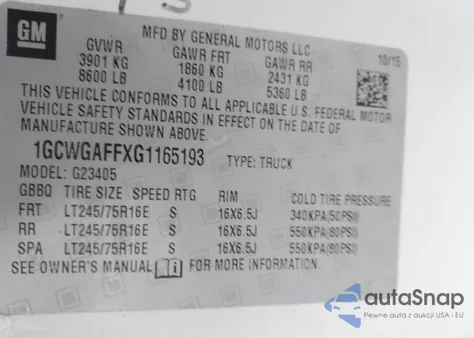 GM
MFD BY GENERAL MOTORS LLC
10/15
GVWR GAWR FRT GAWR RR
3901 KG 1860 KG 2431 KG
8600 LB 4100 LB 5360 LB
THIS VEHICLE CONFORMS TO ALL APPLICABLE U.S. FEDERAL MOTOR
VEHICLE SAFETY STANDARDS IN EFFECT ON THE DATE OF
MANUFACTURE SHOWN ABOVE.
1GCWGAFFXG1165193 TYPE: TRUCK
MODEL: G23405
GBBQ TIRE SIZE SPEED RTG RIM COLD TIRE PRESSURE
FRT LT245/75R16E S 16X6.5J 340KPA(50PSI)
RR LT245/75R16E S 16X6.5J 550KPA(80PSI)
SPA LT245/75R16E S 16X6.5J 550KPA(80PSI)
SEE OWNER'S MANUAL i FOR MORE INFORMATION.
autaSnap
Pewne auta z aukcji USA i EU